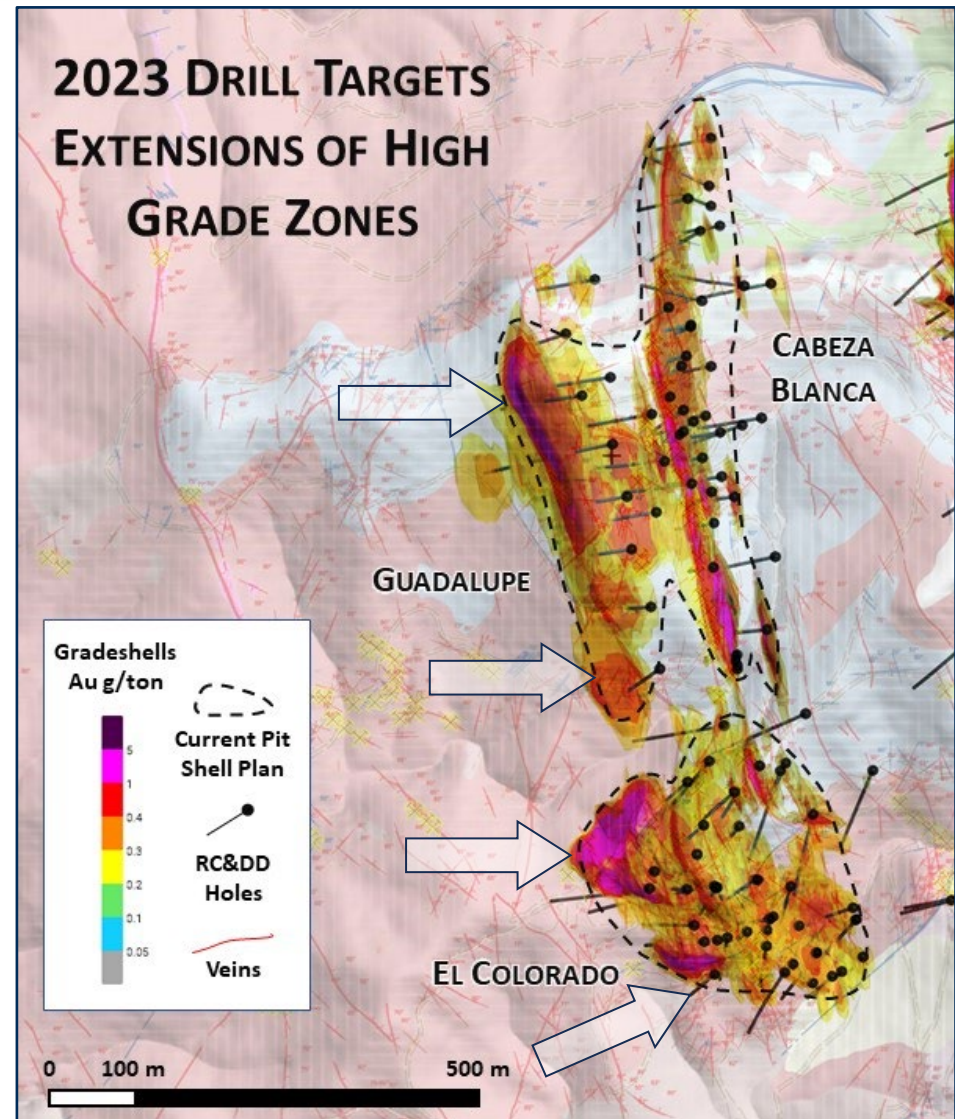 2023 DRILL TARGETS
EXTENSIONS OF HIGH
GRADE ZONES
CABEZA
BLANCA
GUADALUPE
EL COLORADO
Gradeshells
Au g/ton
5
1
0.4
0.3
0.2
0.1
0.05
Current Pit
Shell Plan
RC&DD
Holes
Veins
0 100 m 500 m